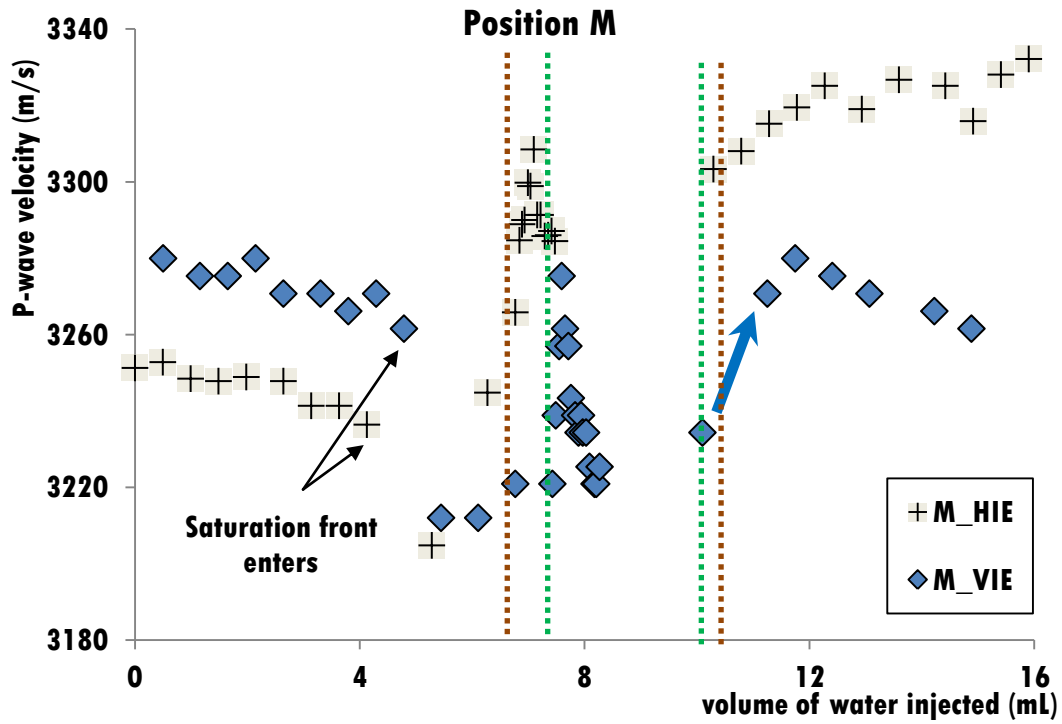 Position M
P-wave velocity (m/s)
3340
3300
3260
3220
3180
Saturation front
enters
M_HIE
M_VIE
0
4
8
12
16
volume of water injected (mL)